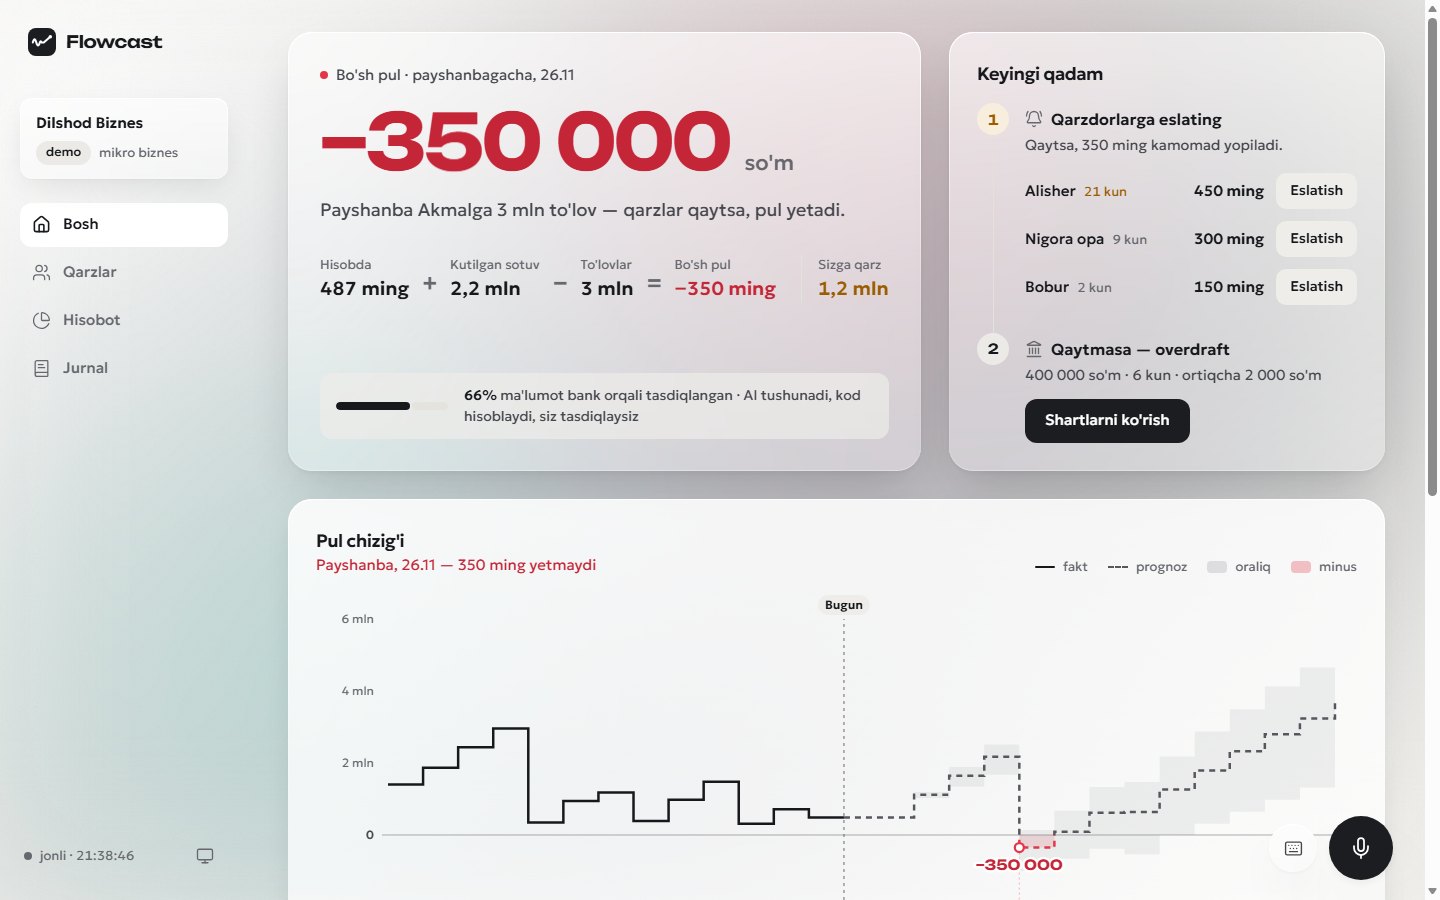 Flowcast
Dilshod Biznes
demo mikro biznes
Bosh
Qarzlar
Hisobot
Jurnal
jonli · 21:38:46
Bo'sh pul · payshanbagacha, 26.11
−350 000 so'm
Payshanba Akmalga 3 mln to'lov — qarzlar qaytsa, pul yetadi.
Hisobda Kutilgan sotuv To'lovlar Bo'sh pul Sizga qarz
487 ming + 2,2 mln − 3 mln = −350 ming 1,2 mln
66% ma'lumot bank orqali tasdiqlangan · AI tushunadi, kod
hisoblaydi, siz tasdiqlaysiz
Keyingi qadam
1 Qarzdorlarga eslating
Qaytsa, 350 ming kamomad yopiladi.
Alisher 21 kun 450 ming Eslatish
Nigora opa 9 kun 300 ming Eslatish
Bobur 2 kun 150 ming Eslatish
2 Qaytmasa — overdraft
400 000 so'm · 6 kun · ortiqcha 2 000 so'm
Shartlarni ko'rish
Pul chizig'i
Payshanba, 26.11 — 350 ming yetmaydi
fakt prognoz oraliq minus
Bugun
6 mln
4 mln
2 mln
0
−350 000